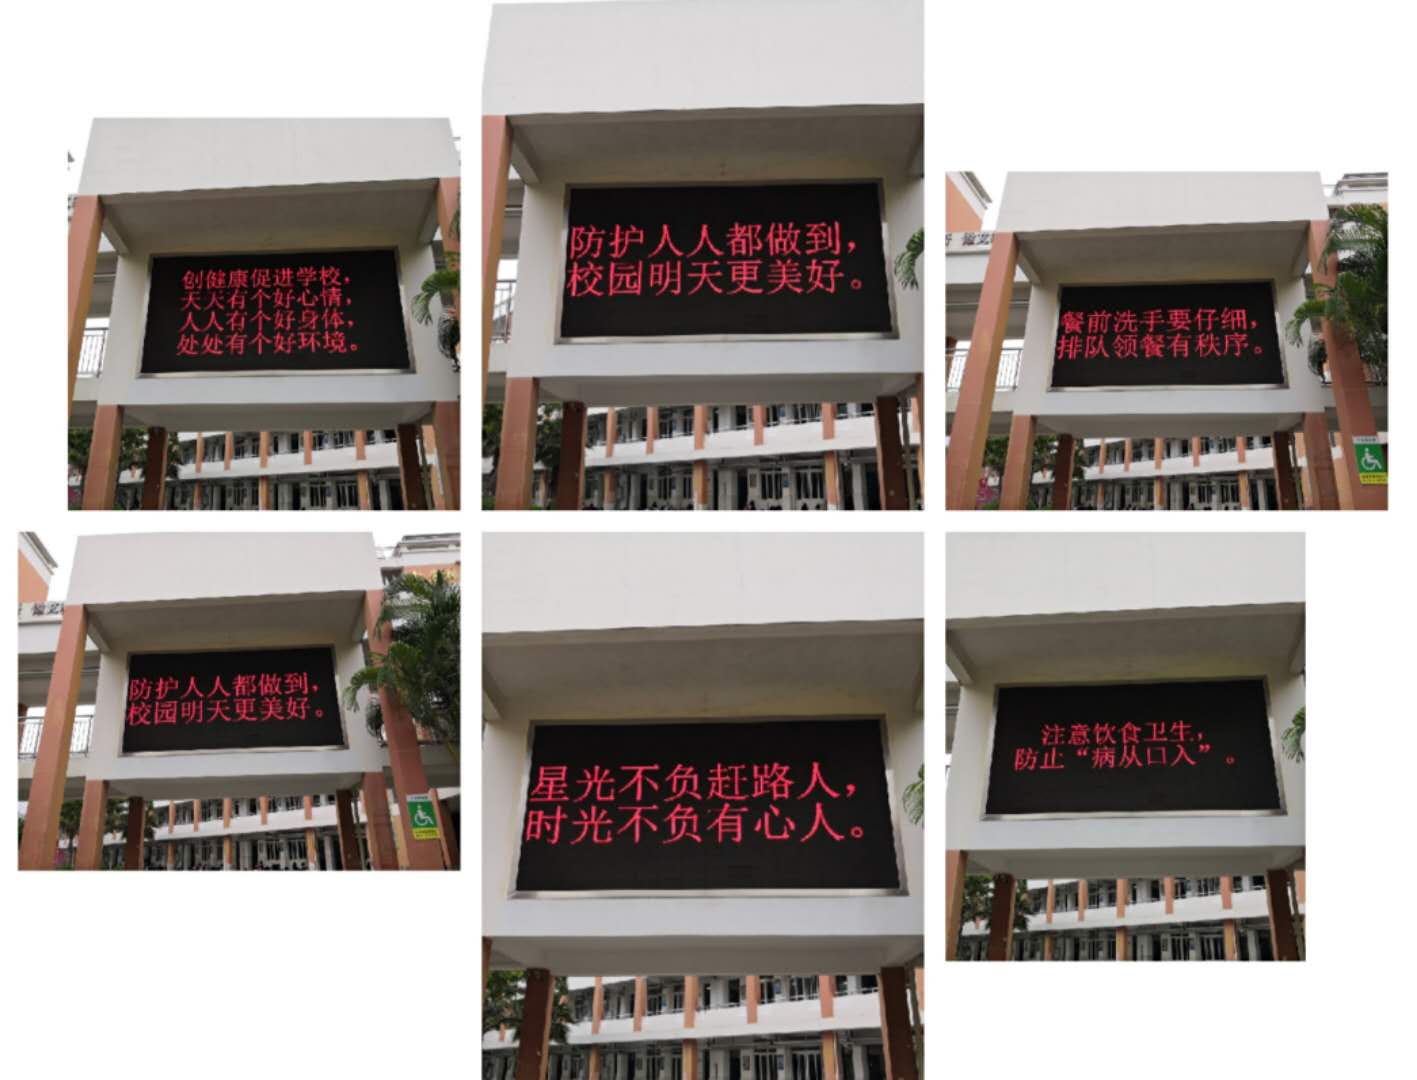 创健康促进学校，
天天有个好心情，
人人有个好身体，
处处有个好环境。
防护人人都做到，
校园明天更美好。
餐前洗手要仔细，
排队领餐有秩序。
防护人人都做到，
校园明天更美好。
星光不负赶路人，
时光不负有心人。
注意饮食卫生，
防止“病从口入”。